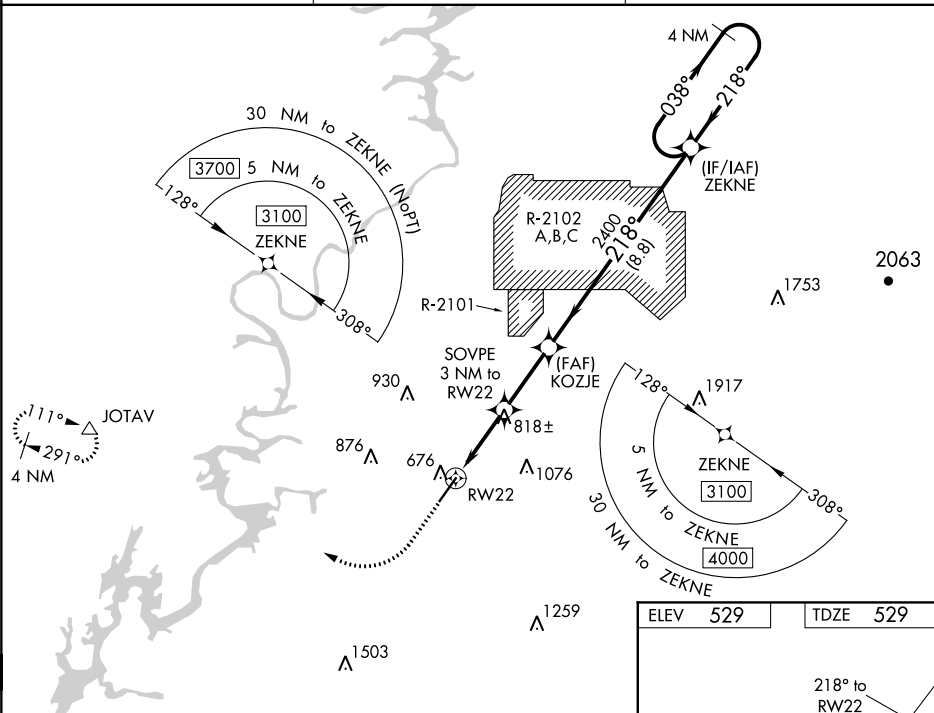 4 NM
038°
218°
(IF/IAF)
ZEKNE
30 NM to ZEKNE (NoPT)
3700
5 NM to ZEKNE
128°
3100
ZEKNE
308°
R-2102
A,B,C
2400
218°
(8.8)
2063
1753
R-2101
SOVPE
3 NM to
RW22
(FAF)
KOZJE
930
128°
1917
111°
JOTAV
291°
4 NM
818±
876
676
1076
RW22
ZEKNE
3100
308°
5 NM to ZEKNE
4000
30 NM to ZEKNE
1259
1503
ELEV 529
TDZE 529
218° to
RW22